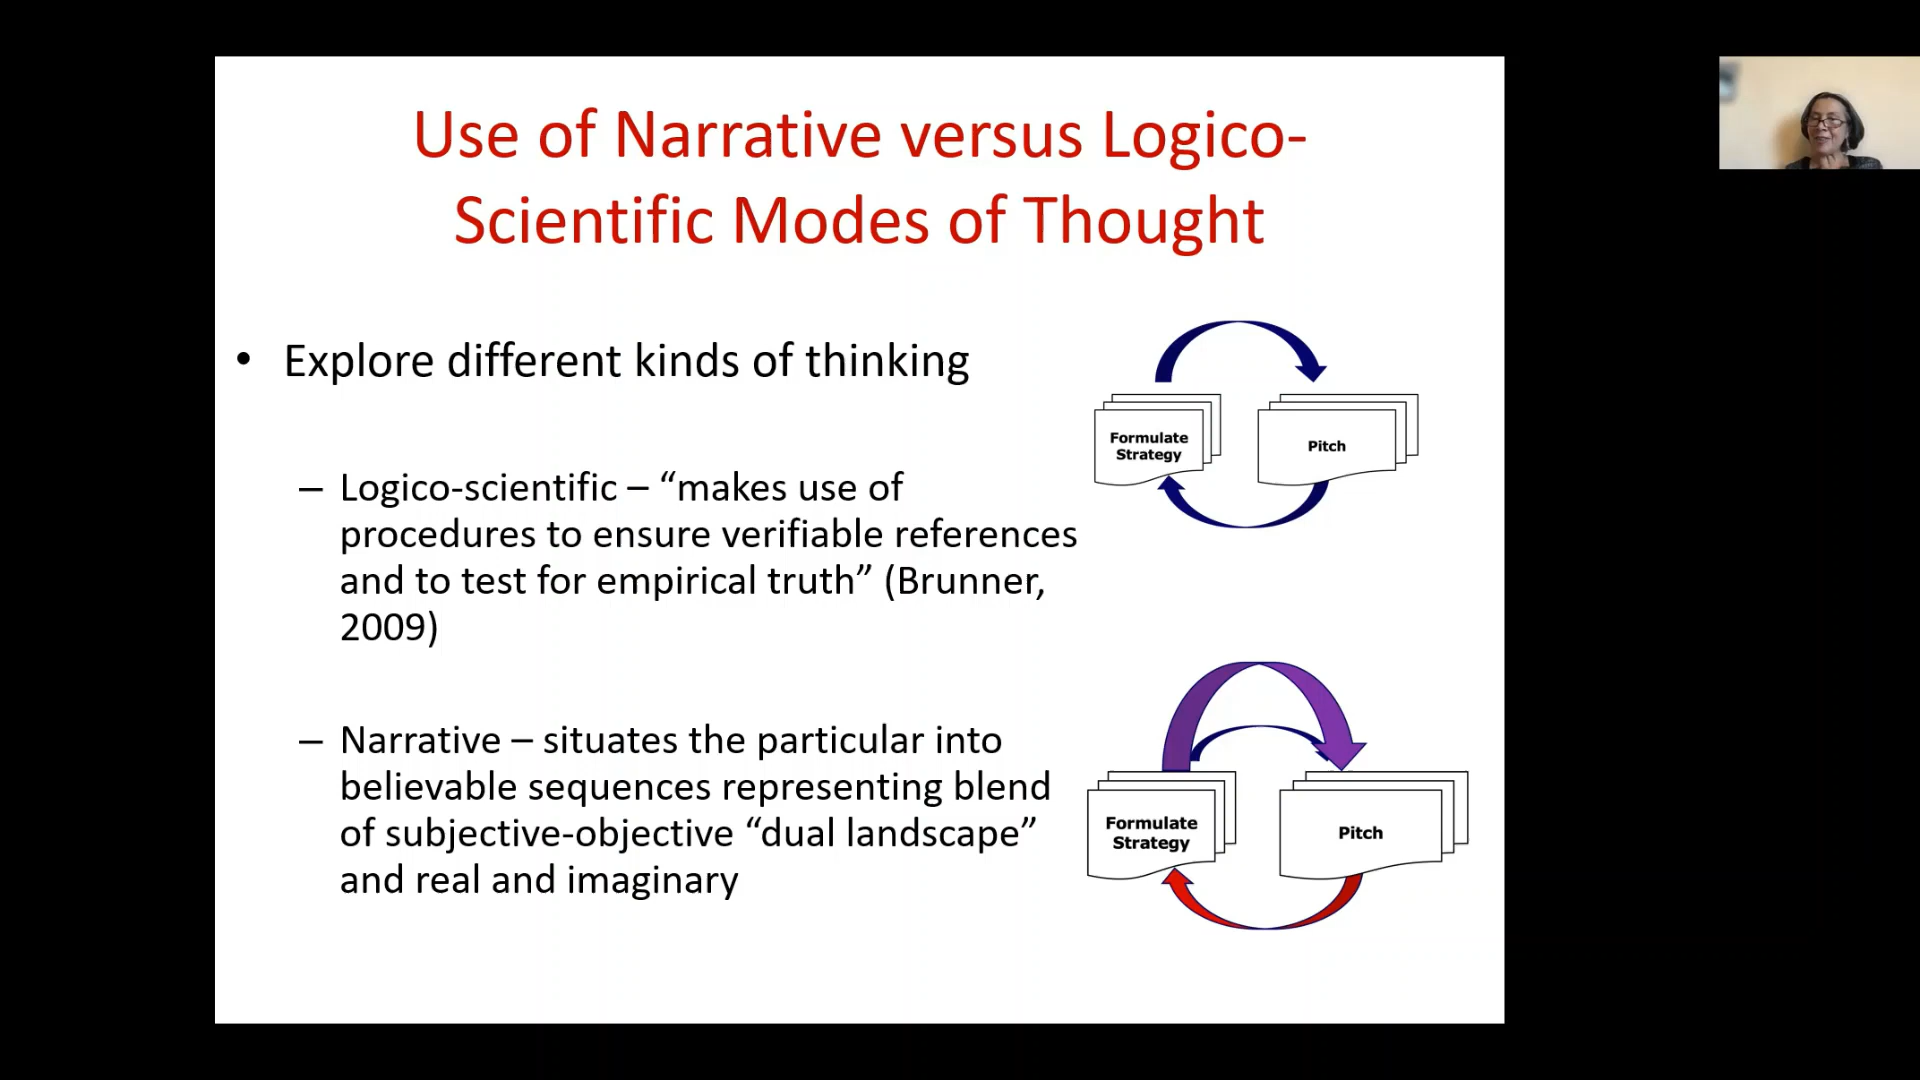 Use of Narrative versus Logico-
Scientific Modes of Thought
• Explore different kinds of thinking
– Logico-scientific – “makes use of
procedures to ensure verifiable references
and to test for empirical truth” (Brunner,
2009)
– Narrative – situates the particular into
believable sequences representing blend
of subjective-objective “dual landscape”
and real and imaginary
Formulate
Strategy
Pitch
Formulate
Strategy
Pitch